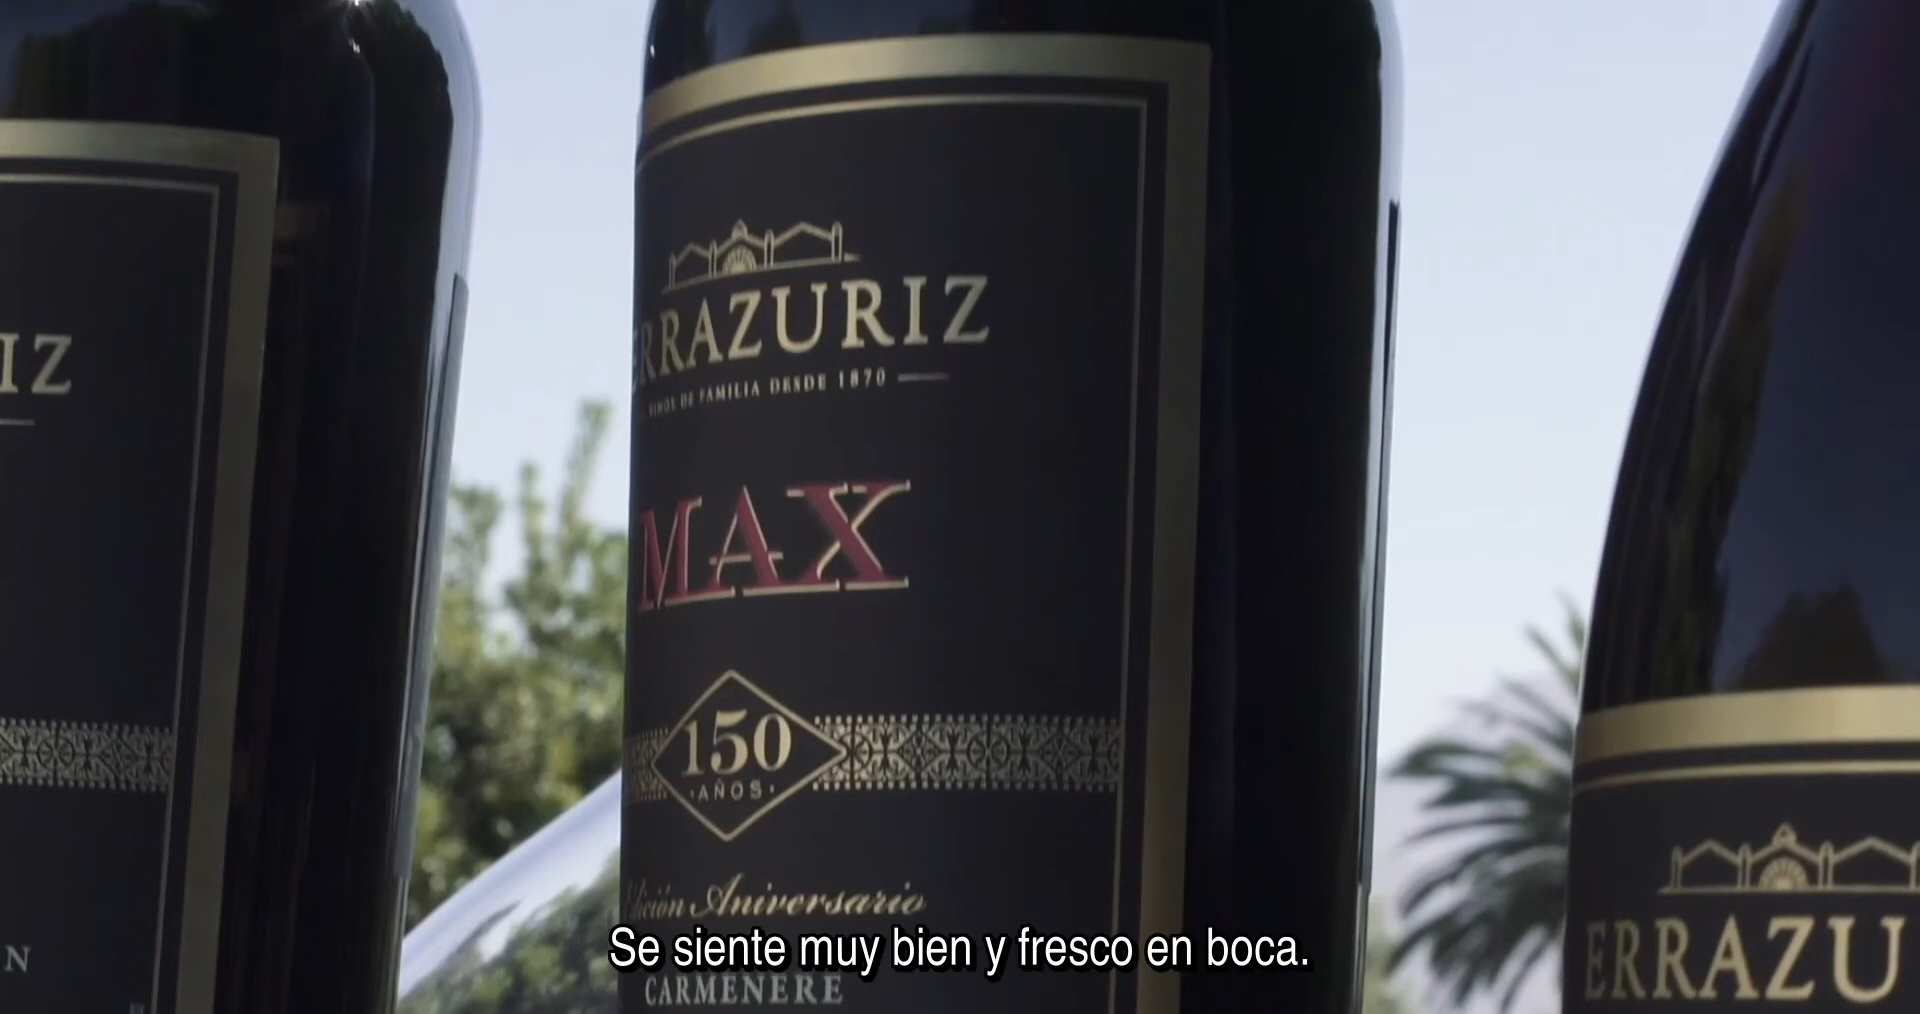 IZ
N
ERRAZURIZ
VINOS DE FAMILIA DESDE 1870
MAX
150
·AÑOS·
Edición Aniversario
CARMENERE
ERRAZU
Se siente muy bien y fresco en boca.